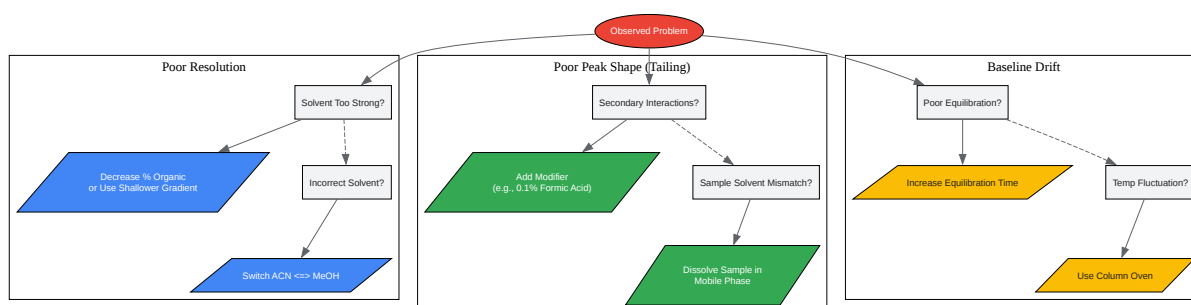 Observed Problem
Poor Resolution
Solvent Too Strong?
Decrease % Organic
or Use Shallower Gradient
Incorrect Solvent?
Switch ACN <=> MeOH
Poor Peak Shape (Tailing)
Secondary Interactions?
Add Modifier
(e.g., 0.1% Formic Acid)
Sample Solvent Mismatch?
Dissolve Sample in
Mobile Phase
Baseline Drift
Poor Equilibration?
Increase Equilibration Time
Temp Fluctuation?
Use Column Oven